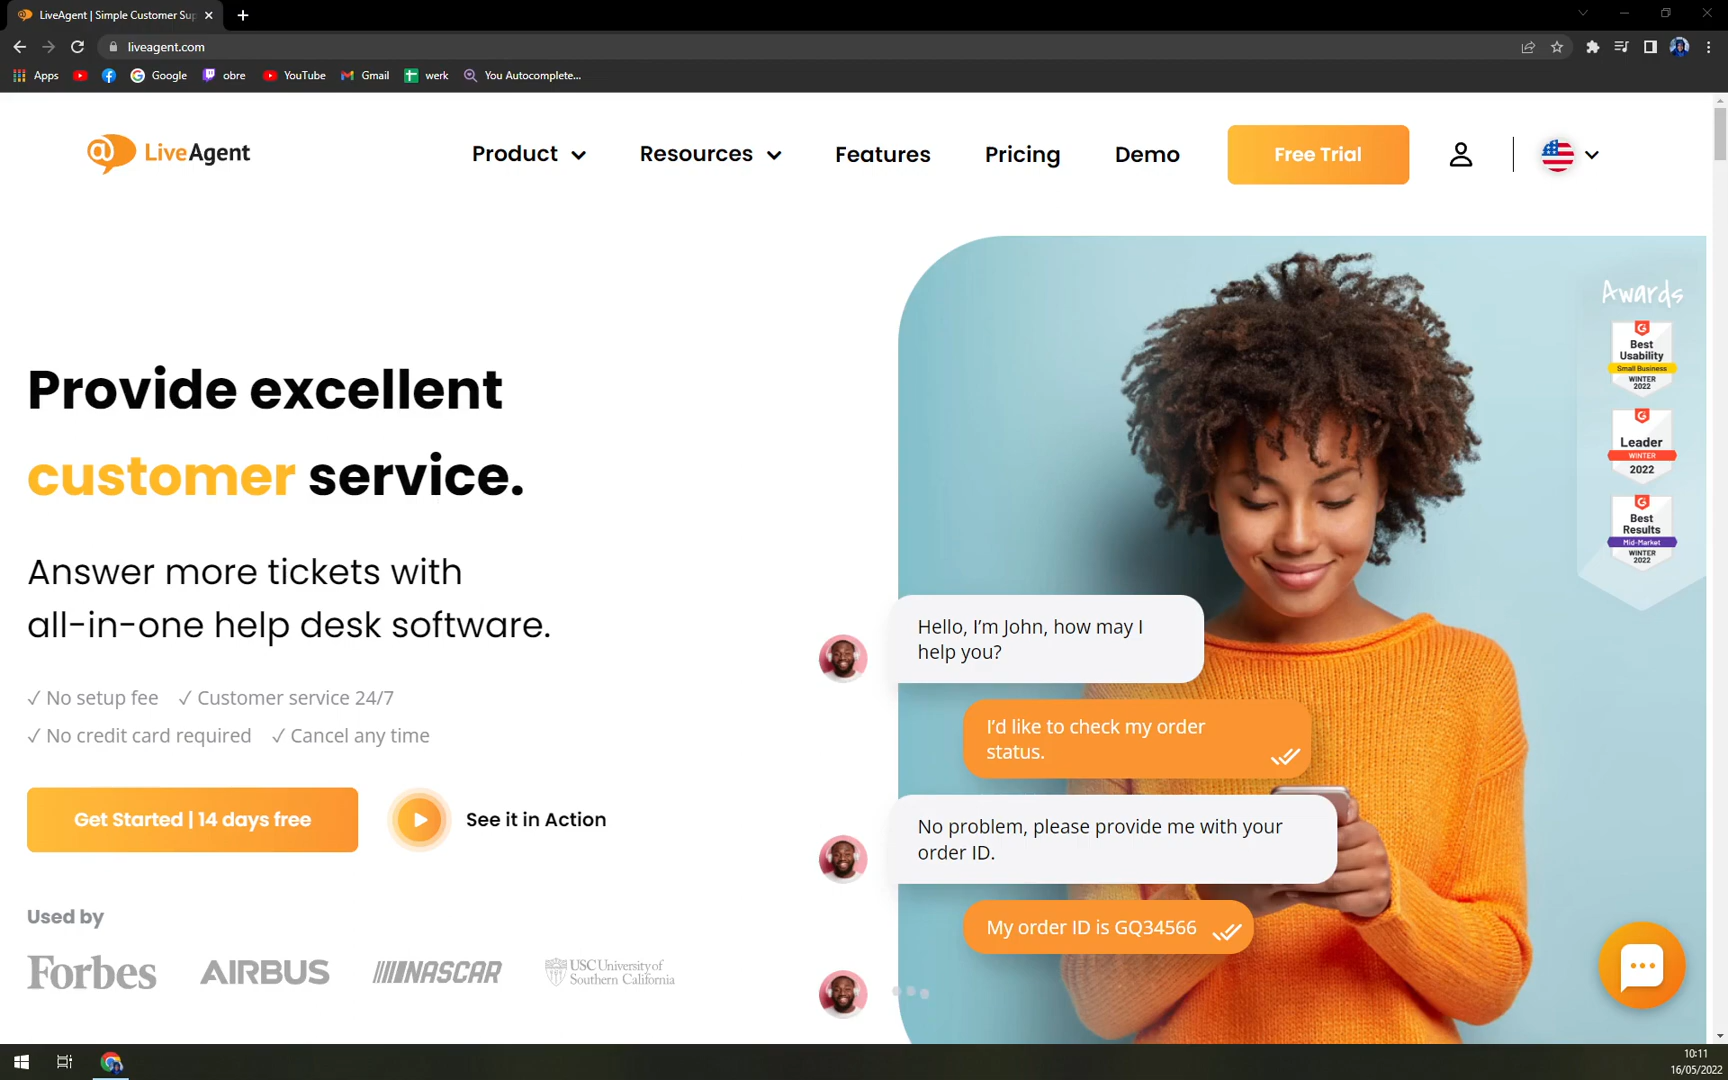 LiveAgent | Simple Customer Sup
liveagent.com
Apps
Google
obre
YouTube
Gmail
werk
You Autocomplete...
LiveAgent
Product
Resources
Features
Pricing
Demo
Free Trial
Provide excellent
customer service.
Answer more tickets with
all-in-one help desk software.
✓ No setup fee ✓ Customer service 24/7
✓ No credit card required ✓ Cancel any time
Get Started | 14 days free
See it in Action
Used by
Forbes
AIRBUS
NASCAR
USC University of
Southern California
Awards
Best
Usability
Small Business
WINTER
2022
Leader
WINTER
2022
Best
Results
Mid-Market
WINTER
2022
Hello, I'm John, how may I
help you?
I'd like to check my order
status.
No problem, please provide me with your
order ID.
My order ID is GQ34566
10:11
16/05/2022